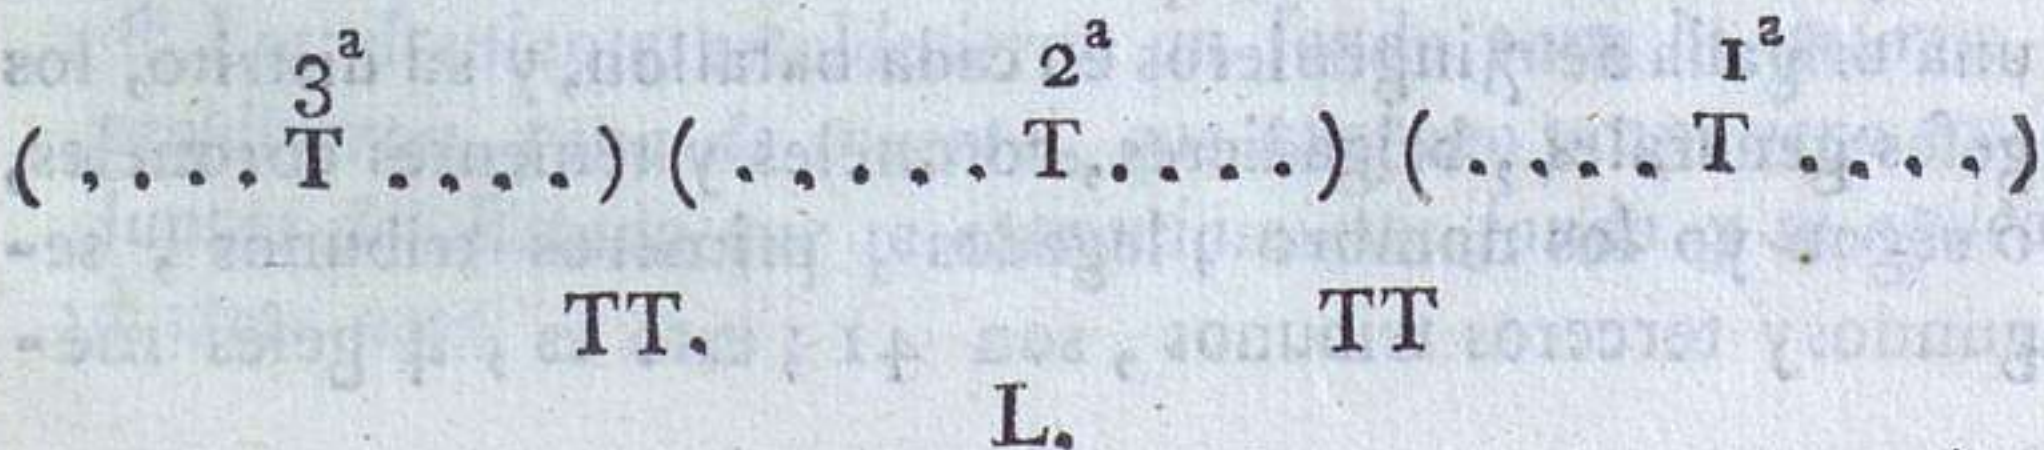 3ª 2ª 1ª
(, . . . . T . . . . .) (. . , . . . T . . . . .) (. . . . . T . . . . .)
TT. TT
L.